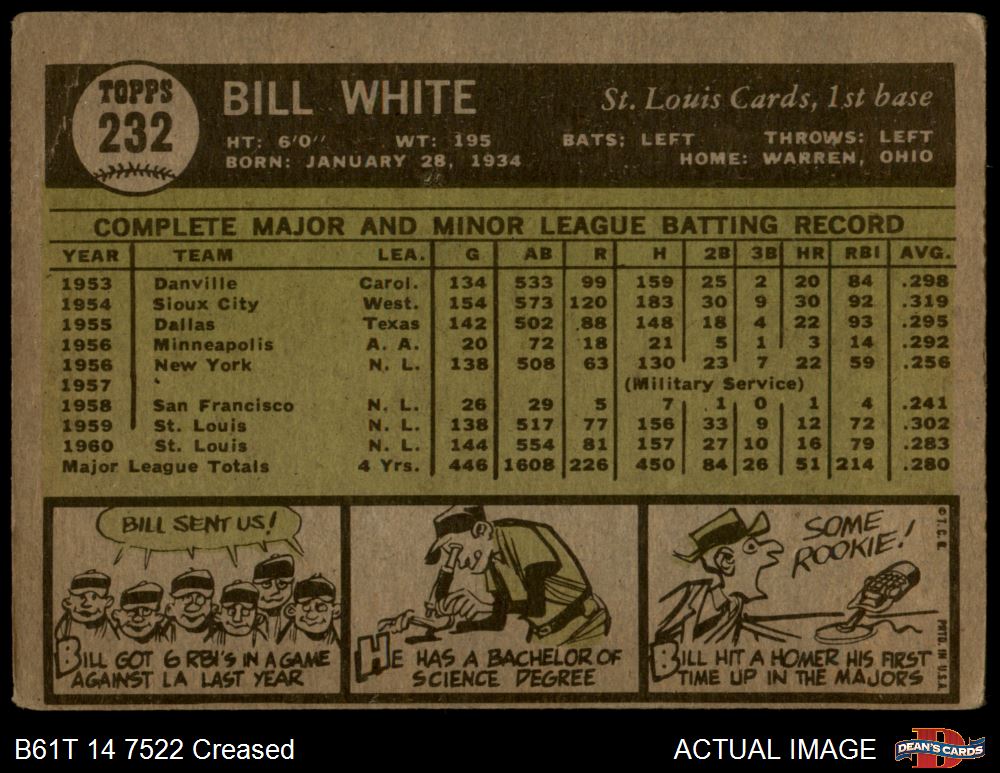 TOPPS
232
BILL WHITE
St. Louis Cards, 1st base
HT: 6'0" WT: 195 BATS: LEFT THROWS: LEFT
BORN: JANUARY 28, 1934 HOME: WARREN, OHIO
COMPLETE MAJOR AND MINOR LEAGUE BATTING RECORD
YEAR TEAM LEA. G AB R H 2B 3B HR RBI AVG.
1953 Danville Carol. 134 533 99 159 25 2 20 84 .298
1954 Sioux City West. 154 573 120 183 30 9 30 92 .319
1955 Dallas Texas 142 502 88 148 18 4 22 93 .295
1956 Minneapolis A. A. 20 72 18 21 5 1 3 14 .292
1956 New York N. L. 138 508 63 130 23 7 22 59 .256
1957 (Military Service)
1958 San Francisco N. L. 26 29 5 7 1 0 1 4 .241
1959 St. Louis N. L. 138 517 77 156 33 9 12 72 .302
1960 St. Louis N. L. 144 554 81 157 27 10 16 79 .283
Major League Totals 4 Yrs. 446 1608 226 450 84 26 51 214 .280
BILL SENT US!
BILL GOT 6 RBI'S IN A GAME
AGAINST LA LAST YEAR
HE HAS A BACHELOR OF
SCIENCE DEGREE
SOME
ROOKIE!
BILL HIT A HOMER HIS FIRST
TIME UP IN THE MAJORS
© T. C. G. PRTD. IN U.S.A.
B61T 14 7522 Creased
ACTUAL IMAGE
DEAN'S CARDS